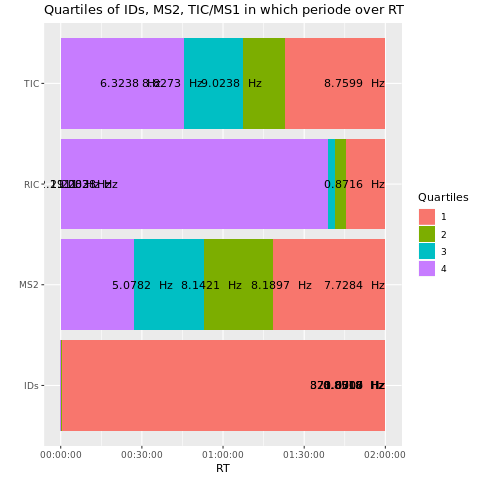 Quartiles of IDs, MS2, TIC/MS1 in which periode over RT
TIC
6.3238 Hz 9.0238 Hz 8.7599 Hz
RIC
0.8716 Hz
MS2
5.0782 Hz 8.1421 Hz 8.1897 Hz 7.7284 Hz
IDs
Hz
00:00:00 00:30:00 01:00:00 01:30:00 02:00:00
RT
Quartiles
1
2
3
4